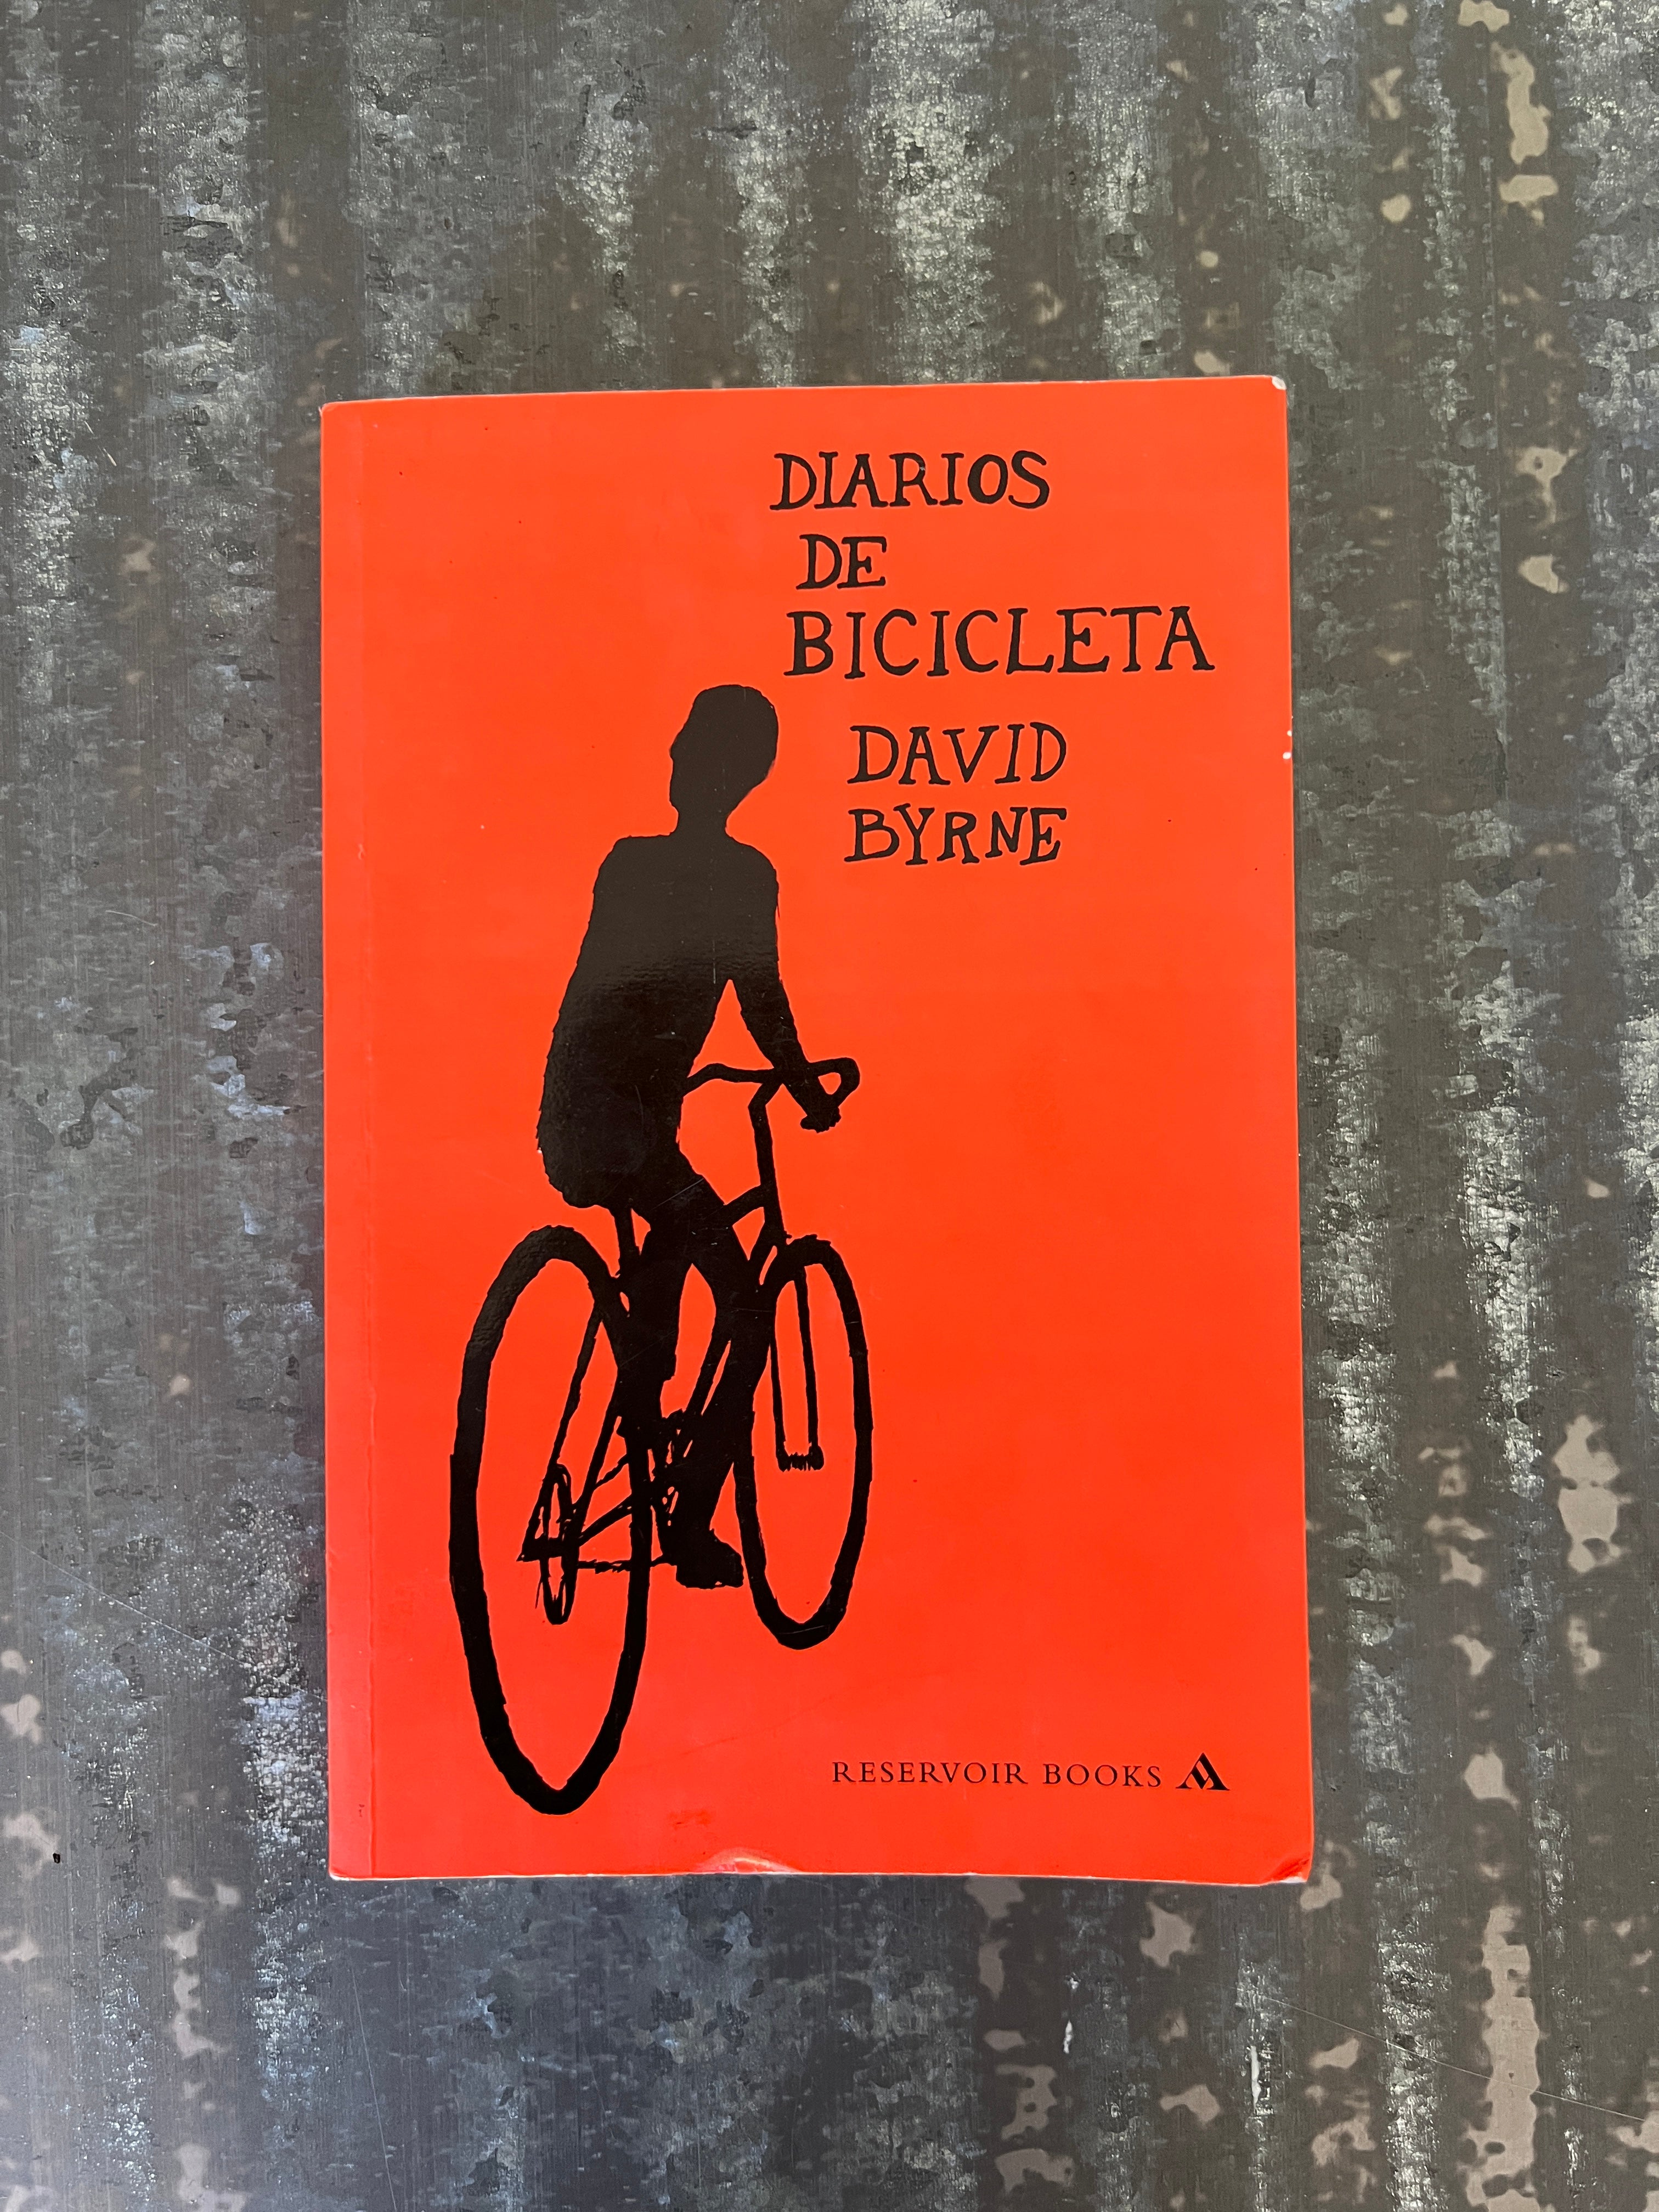 DIARIOS
DE
BICICLETA
DAVID
BYRNE
RESERVOIR BOOKS